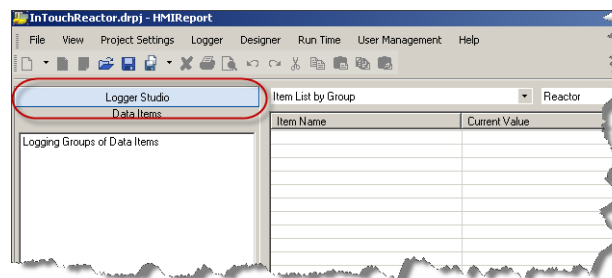 InTouchReactor.drpj - HMIReport
File View Project Settings Logger Designer Run Time User Management Help
Logger Studio
Item List by Group Reactor
Data Items
Item Name Current Value
Logging Groups of Data Items